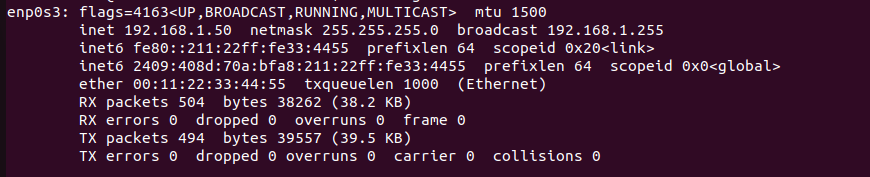 enp0s3: flags=4163<UP,BROADCAST,RUNNING,MULTICAST>  mtu 1500
        inet 192.168.1.50  netmask 255.255.255.0  broadcast 192.168.1.255
        inet6 fe80::211:22ff:fe33:4455  prefixlen 64  scopeid 0x20<link>
        inet6 2409:408d:70a:bfa8:211:22ff:fe33:4455  prefixlen 64  scopeid 0x0<global>
        ether 00:11:22:33:44:55  txqueuelen 1000  (Ethernet)
        RX packets 504  bytes 38262 (38.2 KB)
        RX errors 0  dropped 0  overruns 0  frame 0
        TX packets 494  bytes 39557 (39.5 KB)
        TX errors 0  dropped 0 overruns 0  carrier 0  collisions 0